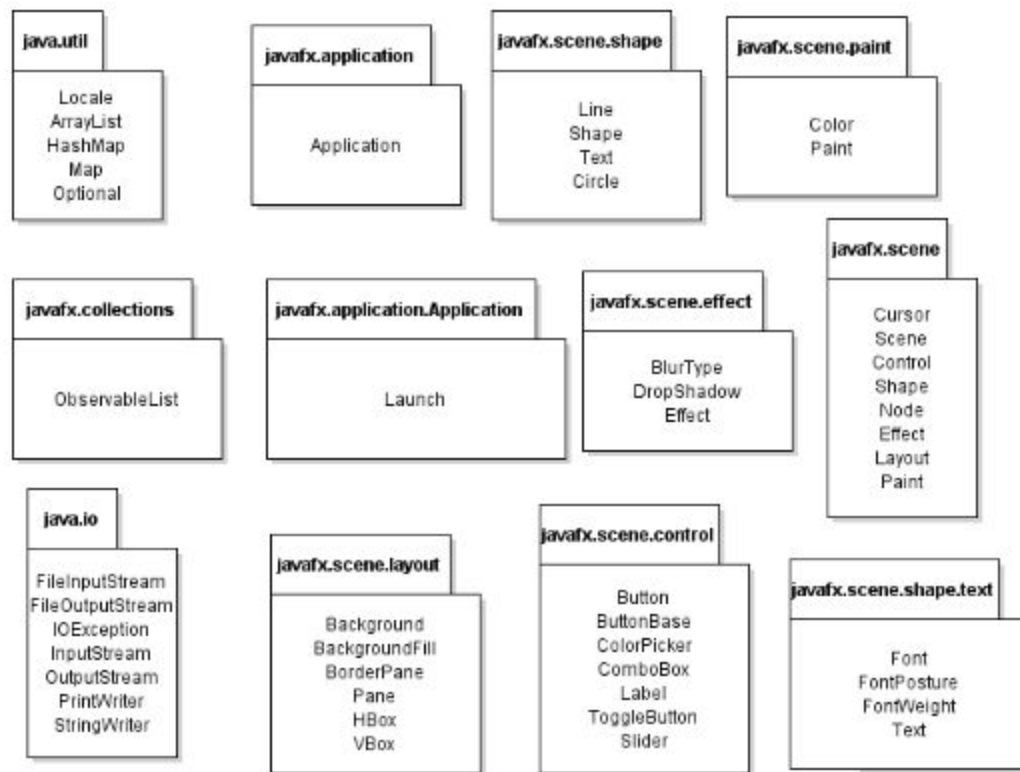 java.util
Locale
ArrayList
HashMap
Map
Optional
javafx.application
Application
javafx.scene.shape
Line
Shape
Text
Circle
javafx.scene.paint
Color
Paint
javafx.collections
ObservableList
javafx.application.Application
Launch
javafx.scene.effect
BlurType
DropShadow
Effect
javafx.scene
Cursor
Scene
Control
Shape
Node
Effect
Layout
Paint
java.io
FileInputStream
FileOutputStream
IOException
InputStream
OutputStream
PrintWriter
StringWriter
javafx.scene.layout
Background
BackgroundFill
BorderPane
Pane
HBox
VBox
javafx.scene.control
Button
ButtonBase
ColorPicker
ComboBox
Label
ToggleButton
Slider
javafx.scene.shape.text
Font
FontPosture
FontWeight
Text